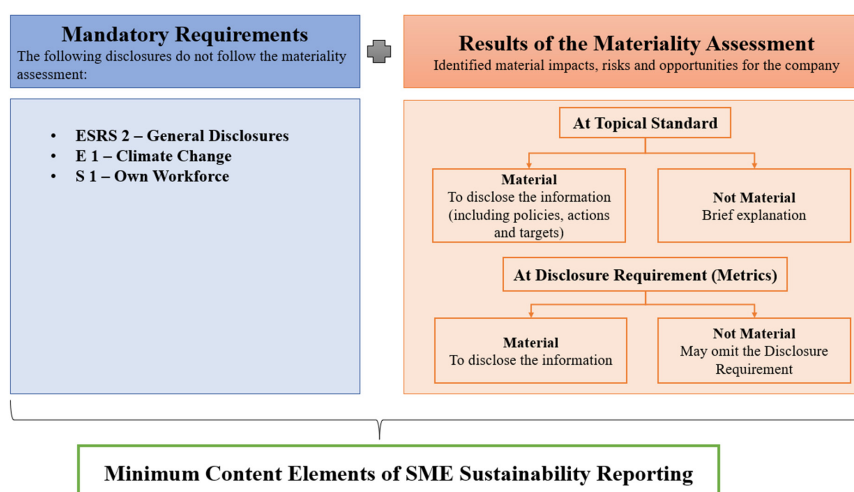 Mandatory Requirements
The following disclosures do not follow the materiality
assessment:
• ESRS 2 – General Disclosures
• E 1 – Climate Change
• S 1 – Own Workforce
Results of the Materiality Assessment
Identified material impacts, risks and opportunities for the company
At Topical Standard
Material
To disclose the information
(including policies, actions
and targets)
Not Material
Brief explanation
At Disclosure Requirement (Metrics)
Material
To disclose the information
Not Material
May omit the Disclosure
Requirement
Minimum Content Elements of SME Sustainability Reporting